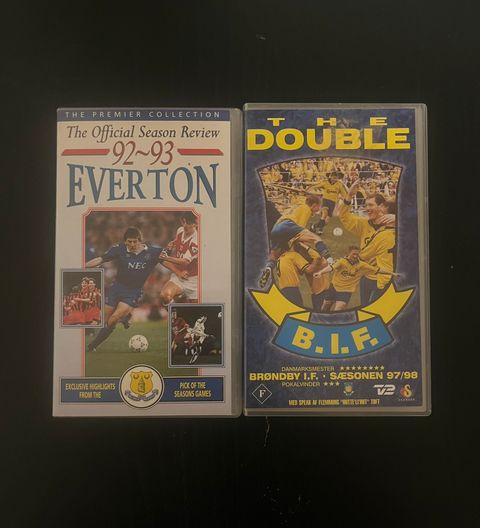 THE PREMIER COLLECTION
The Official Season Review
92~93
EVERTON
NEC
EXCLUSIVE HIGHLIGHTS
FROM THE
PICK OF THE
SEASONS GAMES
THE
DOUBLE
B.I.F.
DANMARKSMESTER ★★★★★★★★
BRØNDBY I.F. · SÆSONEN 97/98
POKALVINDER ★★★
F
TV2
MED SPEAK AF FLEMMING
TOFT